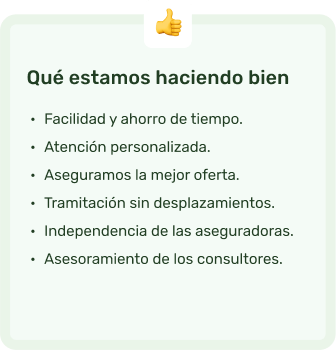 Qué estamos haciendo bien
• Facilidad y ahorro de tiempo.
• Atención personalizada.
• Aseguramos la mejor oferta.
• Tramitación sin desplazamientos.
• Independencia de las aseguradoras.
• Asesoramiento de los consultores.